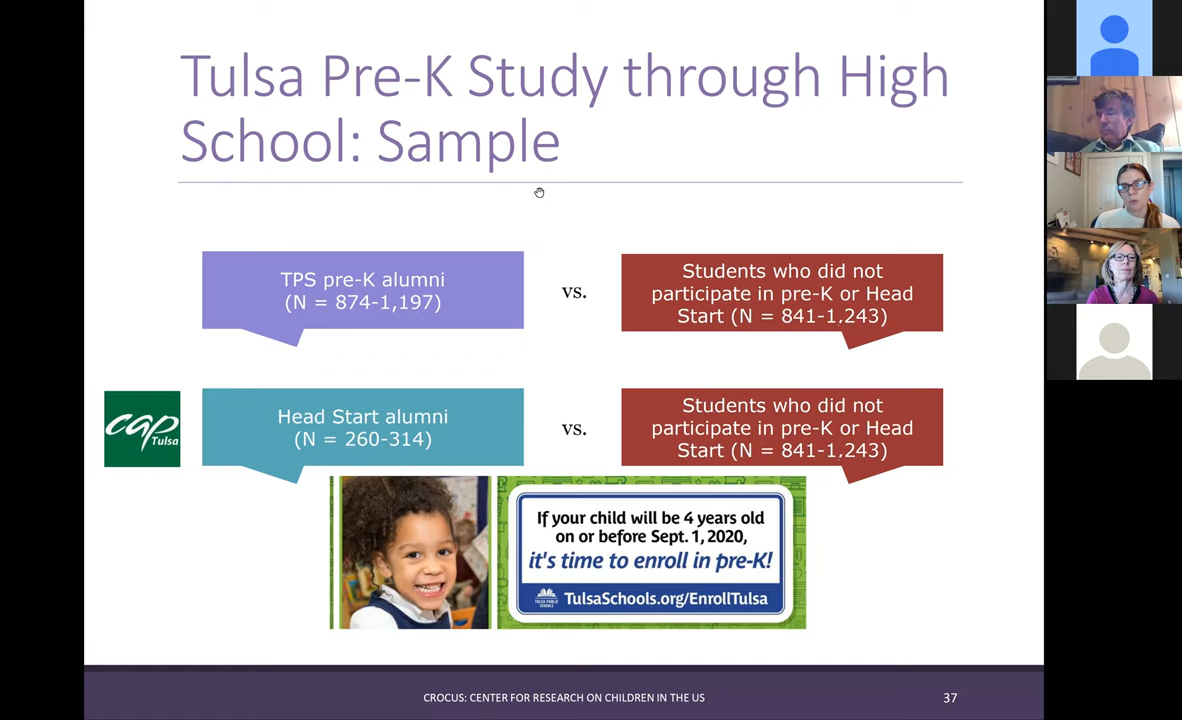 Tulsa Pre-K Study through High
School: Sample
TPS pre-K alumni
(N = 874-1,197)
vs.
Students who did not
participate in pre-K or Head
Start (N = 841-1,243)
cap
Tulsa
Head Start alumni
(N = 260-314)
vs.
Students who did not
participate in pre-K or Head
Start (N = 841-1,243)
If your child will be 4 years old
on or before Sept. 1, 2020,
it's time to enroll in pre-K!
TULSA PUBLIC
SCHOOLS
TulsaSchools.org/EnrollTulsa
CROCUS: CENTER FOR RESEARCH ON CHILDREN IN THE US
37